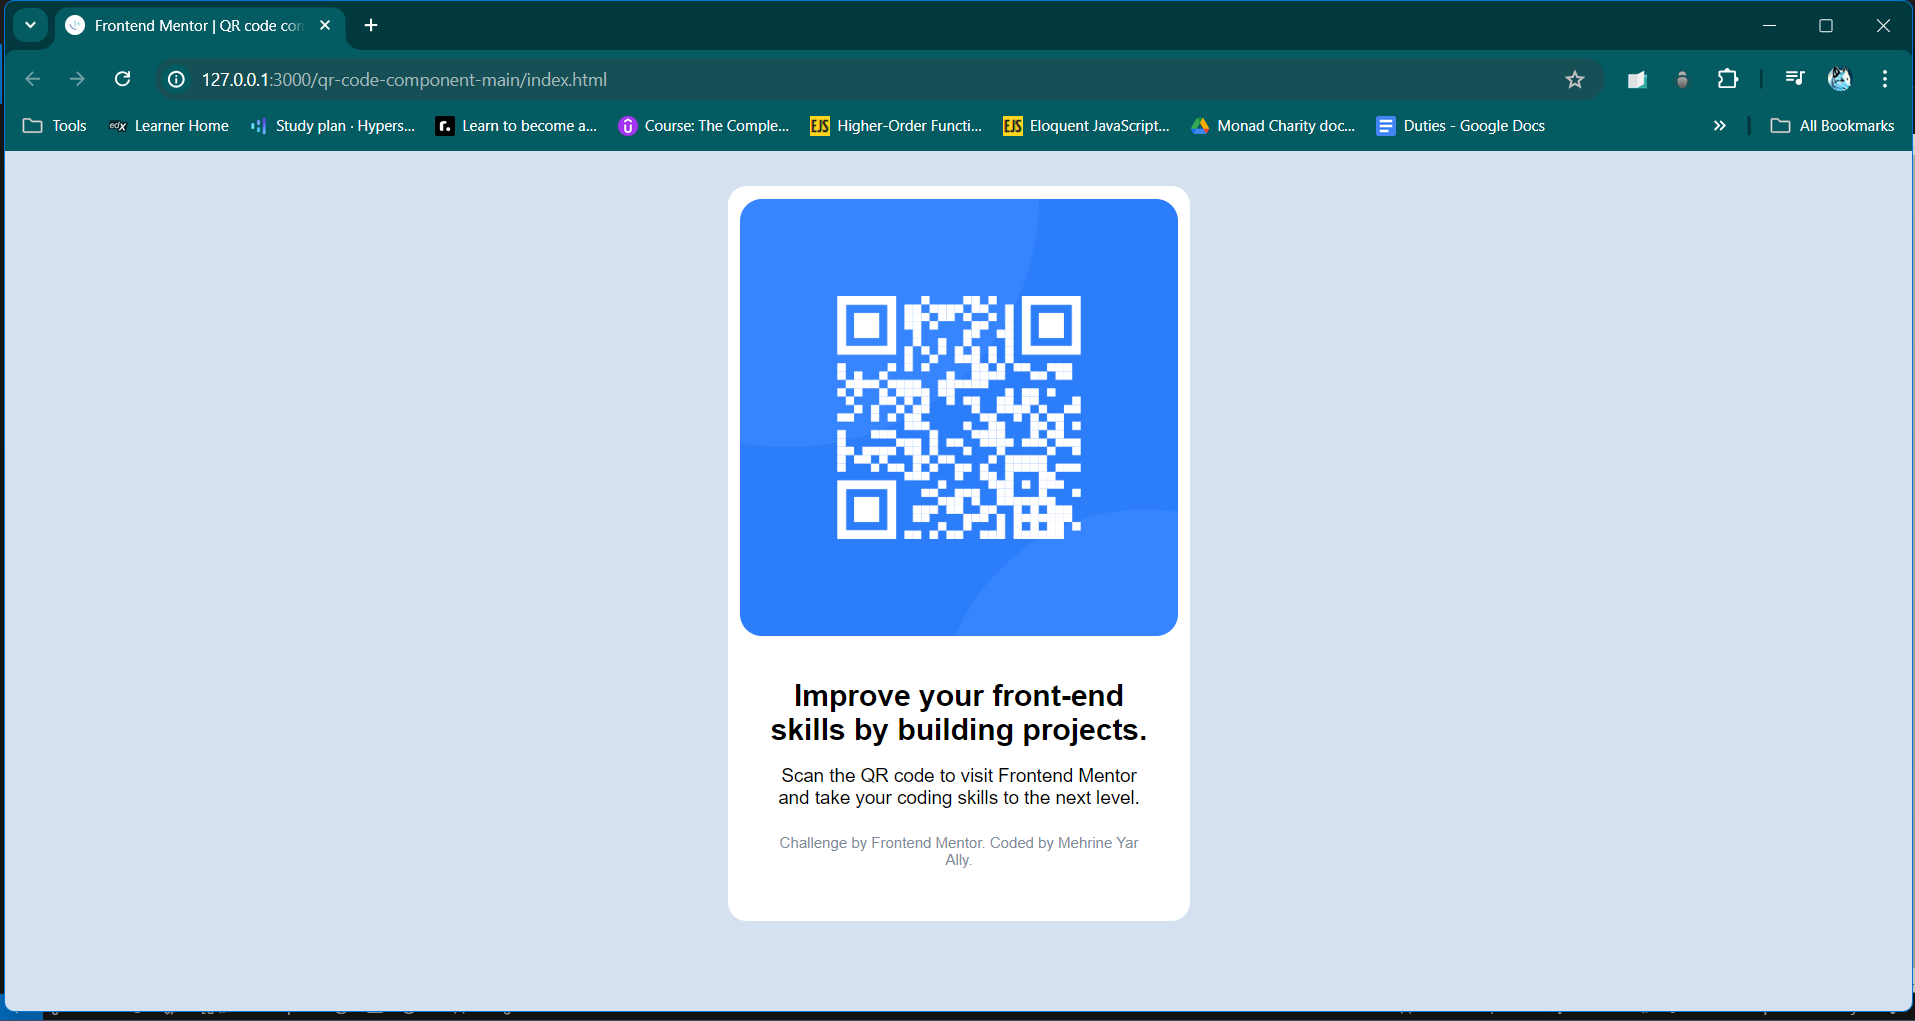 Frontend Mentor | QR code con
127.0.0.1:3000/qr-code-component-main/index.html
Tools
edX Learner Home
Study plan · Hypers...
r. Learn to become a...
Course: The Comple...
EJS Higher-Order Functi...
EJS Eloquent JavaScript...
Monad Charity doc...
Duties - Google Docs
All Bookmarks
Improve your front-end
skills by building projects.
Scan the QR code to visit Frontend Mentor
and take your coding skills to the next level.
Challenge by Frontend Mentor. Coded by Mehrine Yar
Ally.